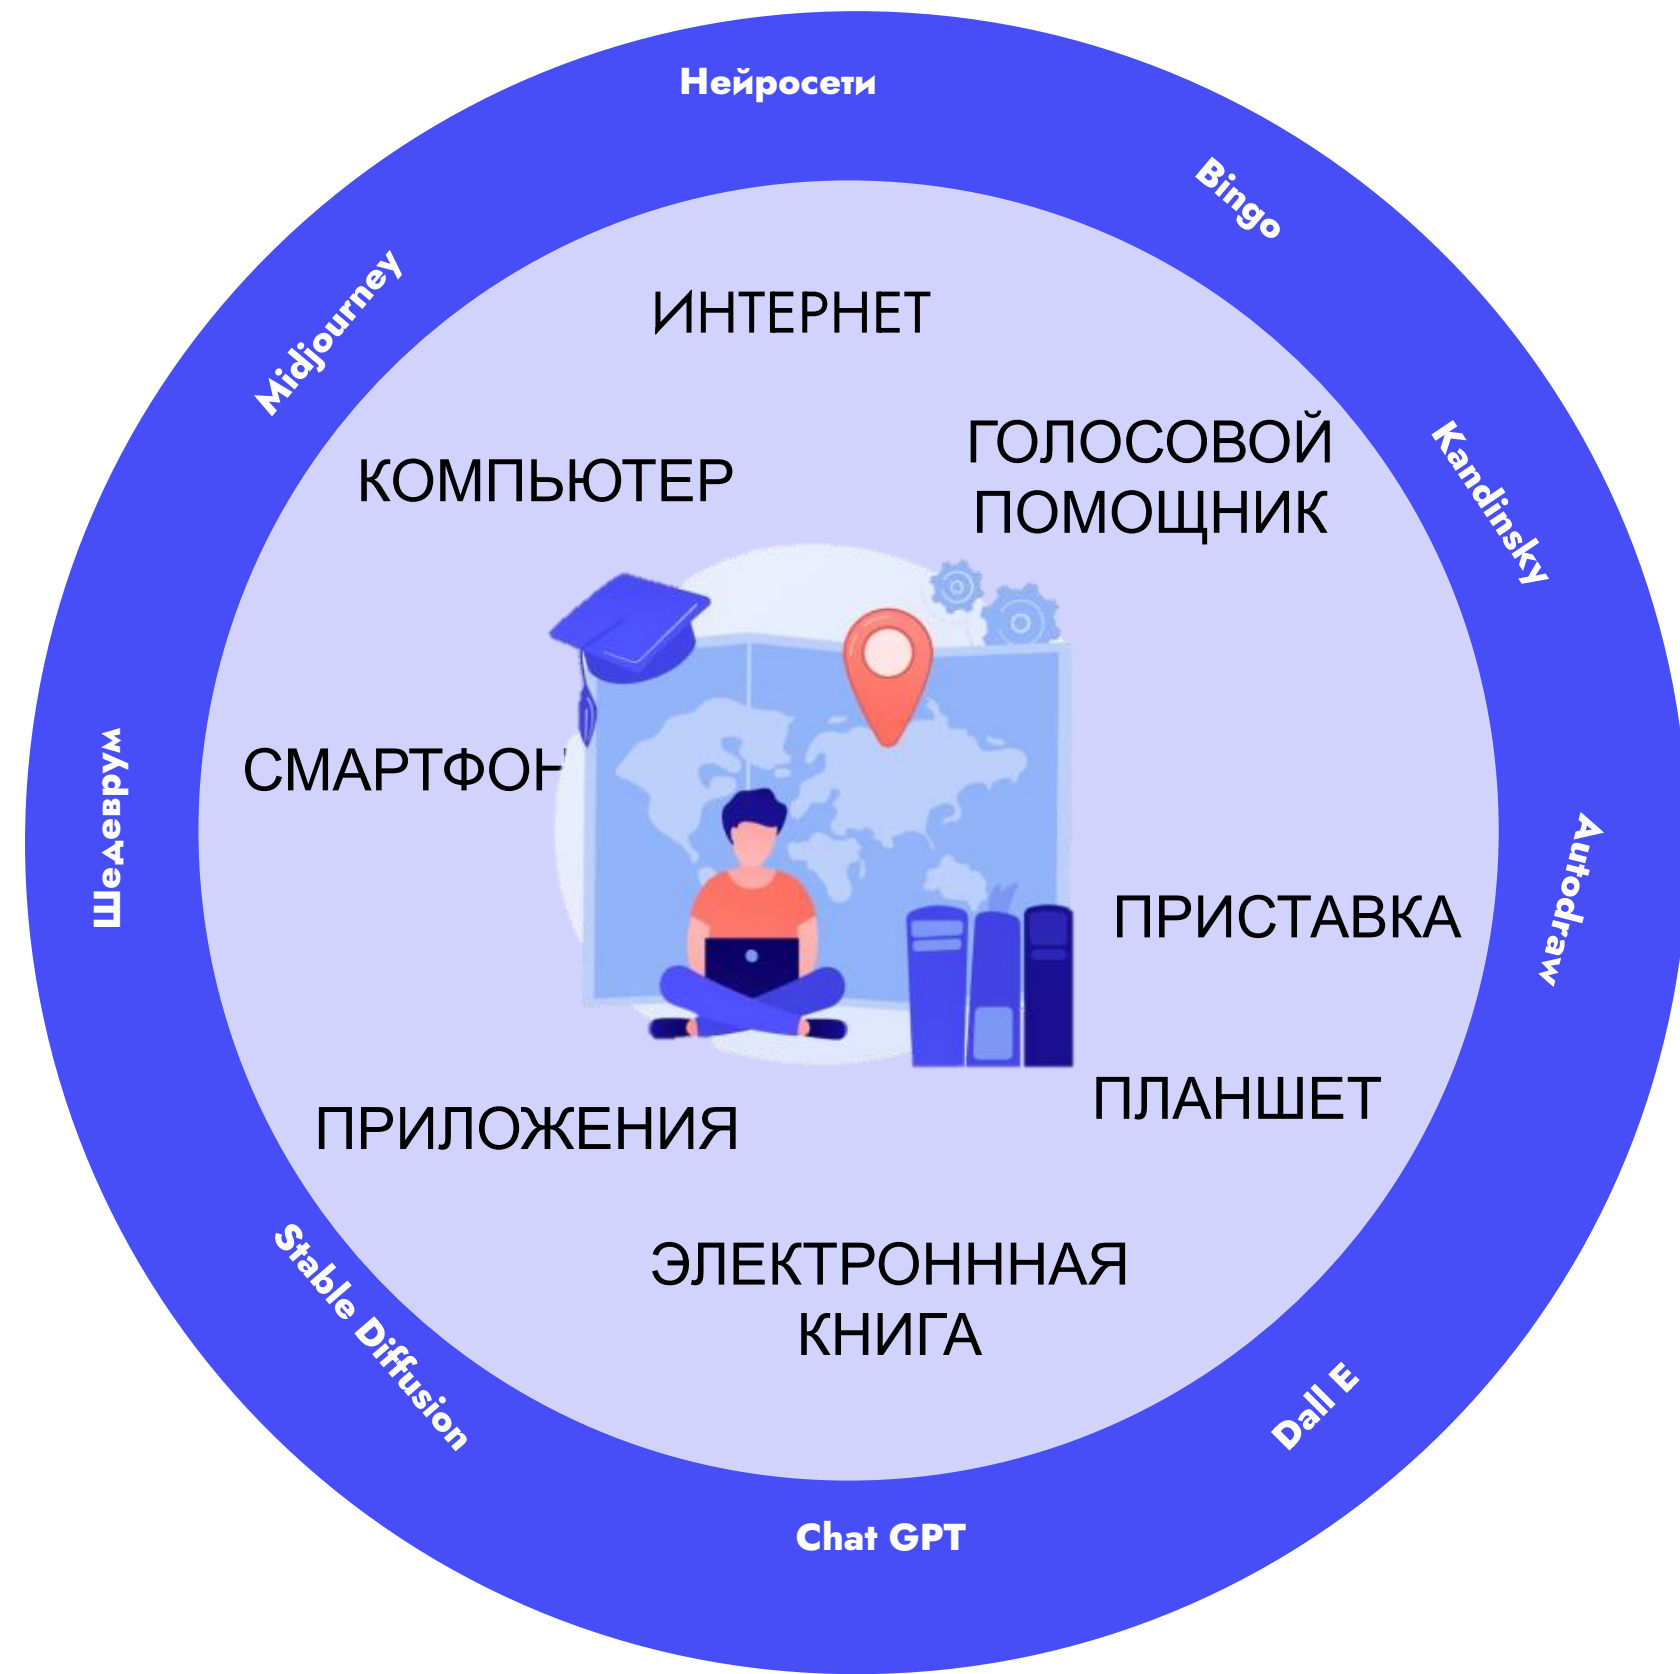 Нейросети
Bingo
Midjourney
ИНТЕРНЕТ
ГОЛОСОВОЙ
ПОМОЩНИК
КОМПЬЮТЕР
Kandinsky
СМАРТФОН
Шедеврум
Autodraw
ПРИСТАВКА
ПЛАНШЕТ
ПРИЛОЖЕНИЯ
ЭЛЕКТРОНННАЯ
КНИГА
Stable Diffusion
Dall E
Chat GPT